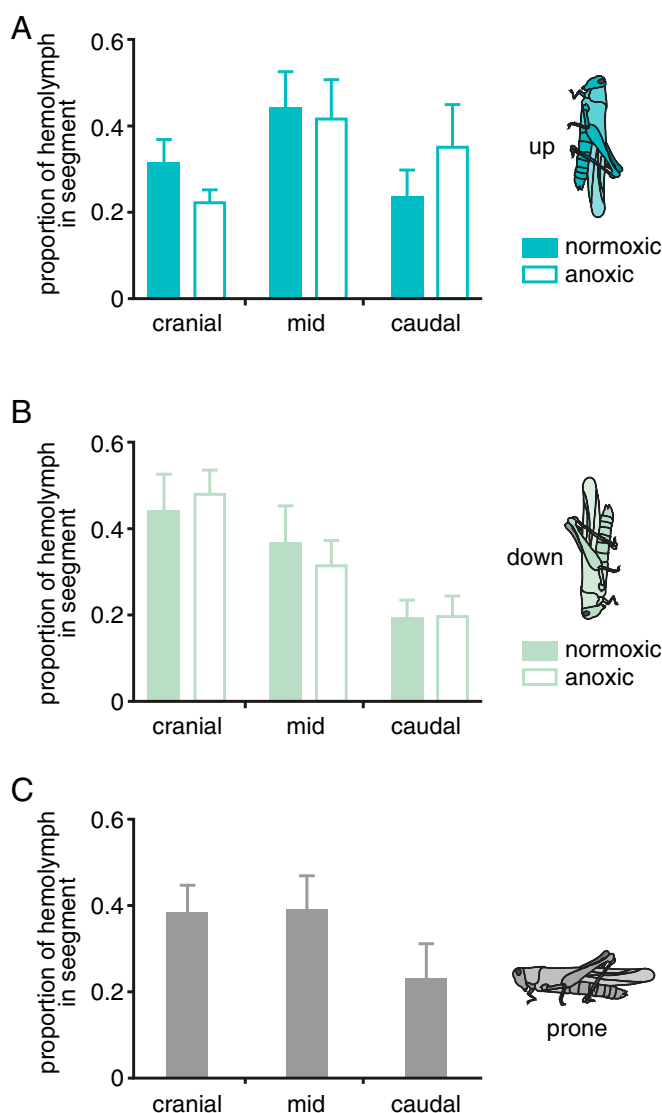 A
proportion of hemolymph
in seegment
0.6
0.4
0.2
0
cranial
mid
caudal
up
normoxic
anoxic
B
proportion of hemolymph
in seegment
0.6
0.4
0.2
0
cranial
mid
caudal
down
normoxic
anoxic
C
proportion of hemolymph
in seegment
0.6
0.4
0.2
0
cranial
mid
caudal
prone